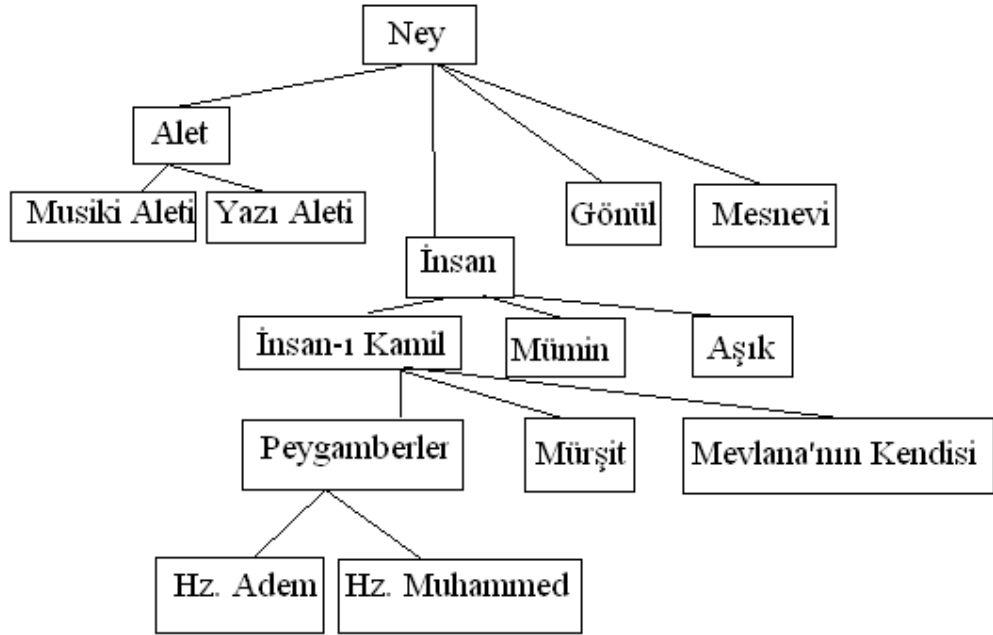 Ney
Alet
Musiki Aleti
Yazı Aleti
Gönül
Mesnevi
İnsan
İnsan-ı Kamil
Mümin
Aşık
Peygamberler
Mürşit
Mevlana'nın Kendisi
Hz. Adem
Hz. Muhammed